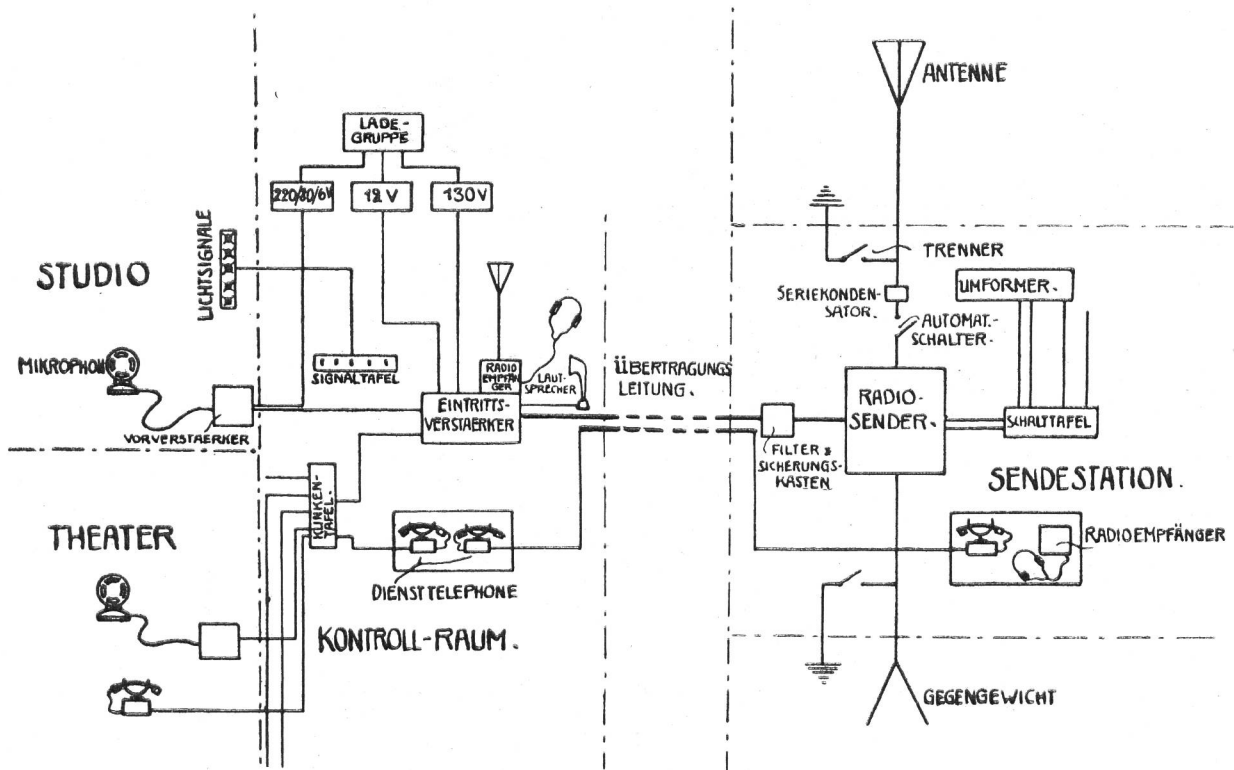 STUDIO
LICHTSIGNALE
MIKROPHON
VORVERSTAERKER
THEATER
LADE-
GRUPPE
220/80/6V
12 V
130V
SIGNALTAFEL
RADIO
EMPFÄN
GER
LAUT-
SPRECHER
EINTRITTS-
VERSTAERKER
KLINKEN-
TAFEL.
DIENSTTELEPHONE
KONTROLL-RAUM.
ÜBERTRAGUNGS
LEITUNG.
ANTENNE
TRENNER
SERIEKONDEN-
SATOR.
AUTOMAT.-
SCHALTER.
UMFORMER.
RADIO-
SENDER.
SCHALTTAFEL
FILTER &
SICHERUNGS-
KASTEN
SENDESTATION.
RADIOEMPFÄNGER
GEGENGEWICHT